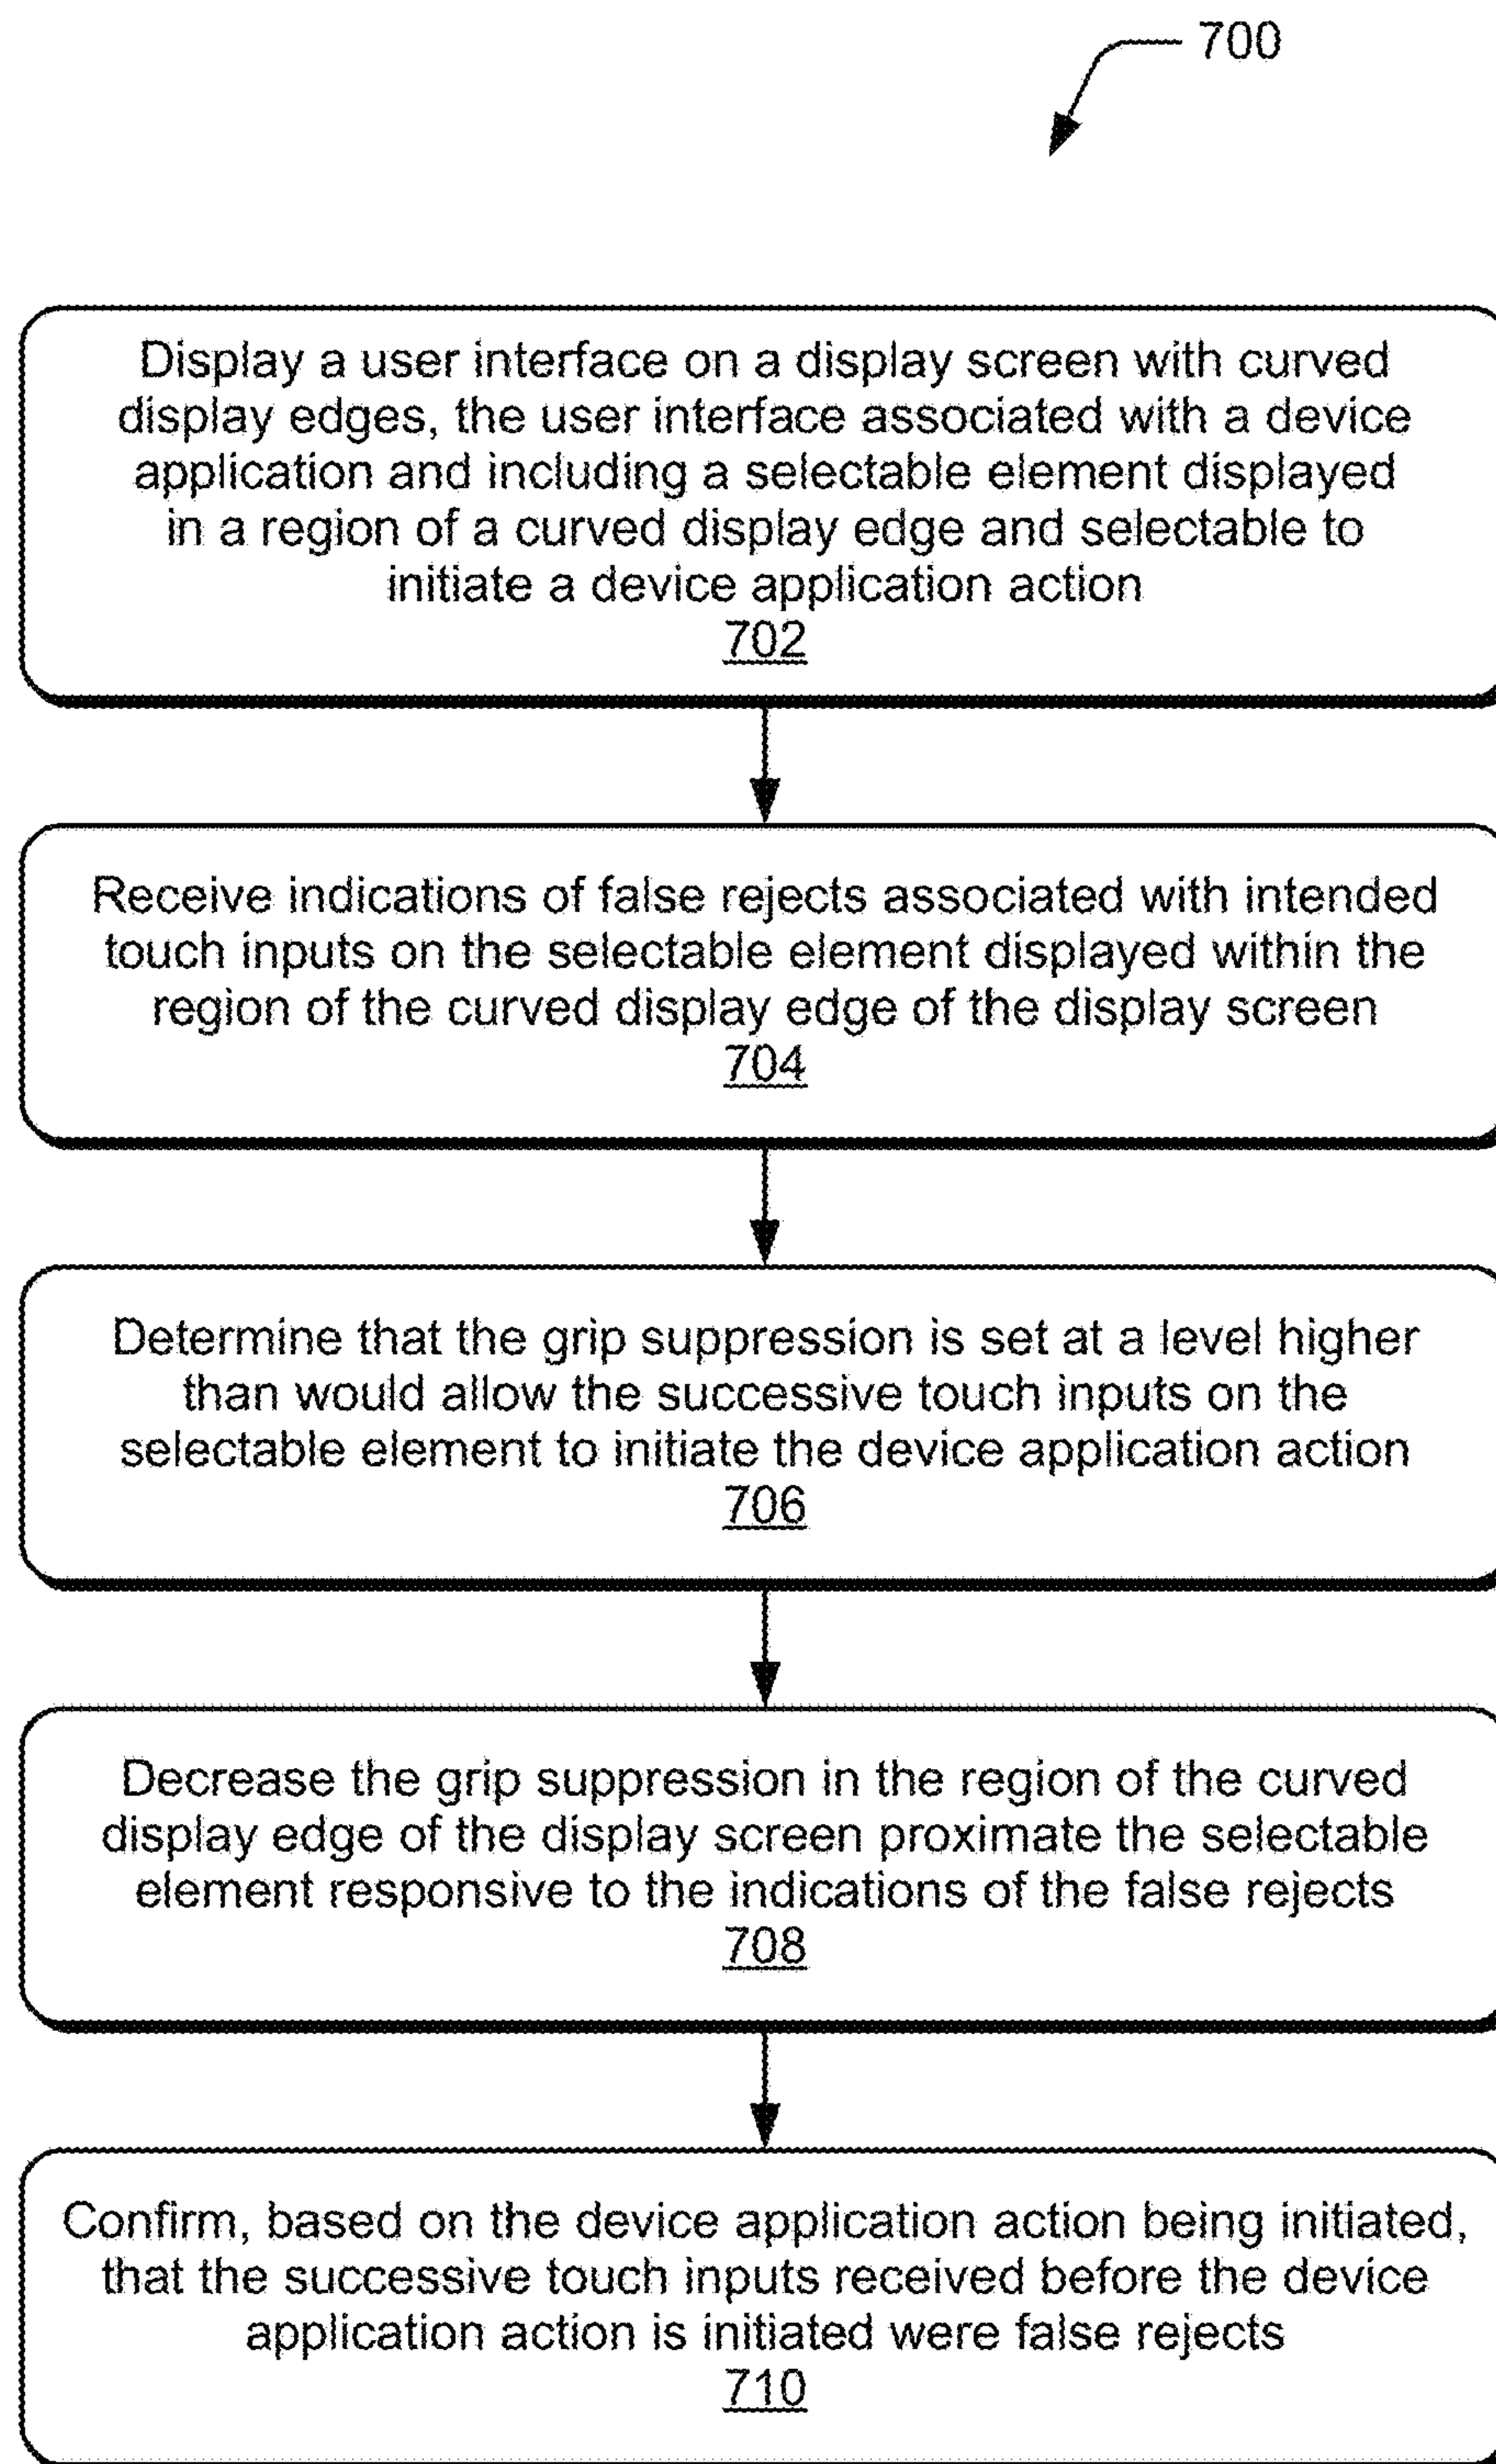 700
Display a user interface on a display screen with curved
display edges, the user interface associated with a device
application and including a selectable element displayed
in a region of a curved display edge and selectable to
initiate a device application action
702
Receive indications of false rejects associated with intended
touch inputs on the selectable element displayed within the
region of the curved display edge of the display screen
704
Determine that the grip suppression is set at a level higher
than would allow the successive touch inputs on the
selectable element to initiate the device application action
706
Decrease the grip suppression in the region of the curved
display edge of the display screen proximate the selectable
element responsive to the indications of the false rejects
708
Confirm, based on the device application action being initiated,
that the successive touch inputs received before the device
application action is initiated were false rejects
710